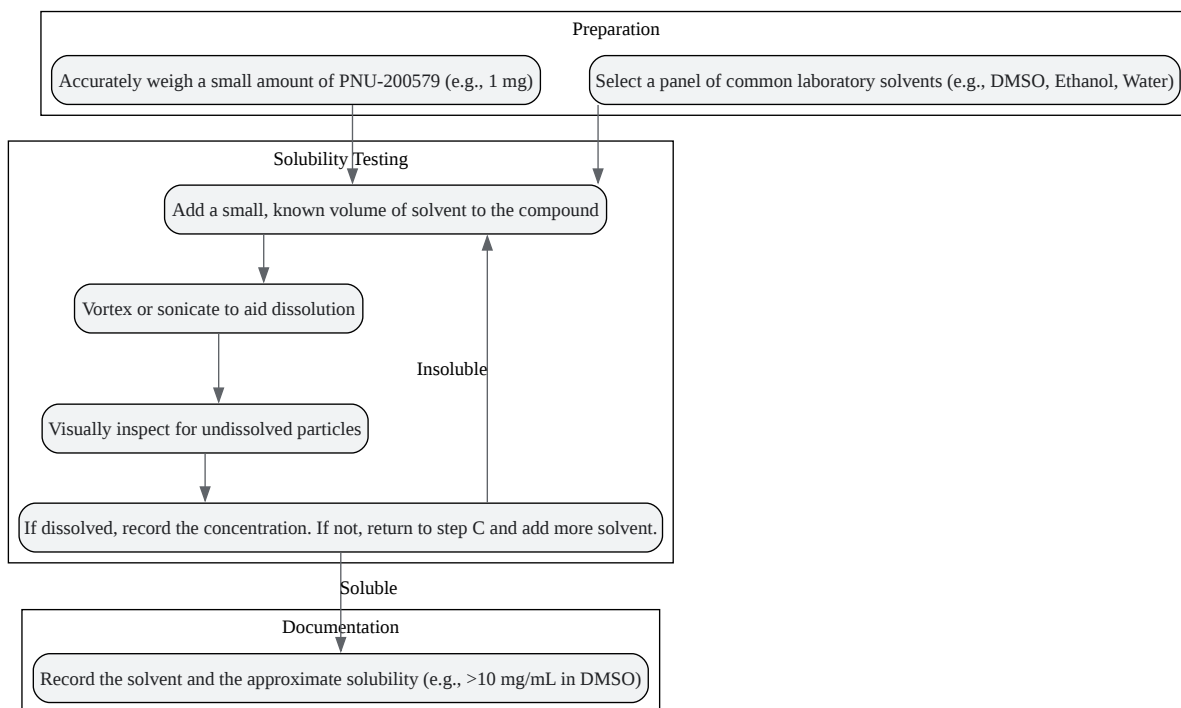 Preparation
Accurately weigh a small amount of PNU-200579 (e.g., 1 mg)
Select a panel of common laboratory solvents (e.g., DMSO, Ethanol, Water)
Solubility Testing
Add a small, known volume of solvent to the compound
Vortex or sonicate to aid dissolution
Insoluble
Visually inspect for undissolved particles
If dissolved, record the concentration. If not, return to step C and add more solvent.
Soluble
Documentation
Record the solvent and the approximate solubility (e.g., >10 mg/mL in DMSO)